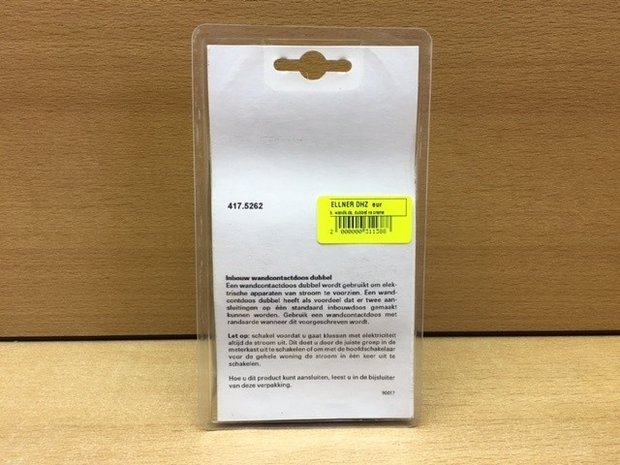 417.5262
ELLNER DHZ eur
2 000000 311388
Inbouw wandcontactdoos dubbel
Een wandcontactdoos dubbel wordt gebruikt om elek-
trische apparaten van stroom te voorzien. Een wand-
contdoos dubbel heeft als voordeel dat er twee aan-
sluitingen op één standaard inbouwdoos gemaakt
kunnen worden. Gebruik een wandcontactdos met
randaarde wanneer dit voorgeschreven wordt.
Let op: schakel voordat u gaat klussen met elektriciteit
altijd de stroom uit. Dit doet u door de juiste groep in de
meterkast uit te schakelen of om met de hoofdschakelaar
voor de gehele woning de stroom in één keer uit te
schakelen.
Hoe u dit product kunt aansluiten, leest u in de bijsluiter
van deze verpakking.